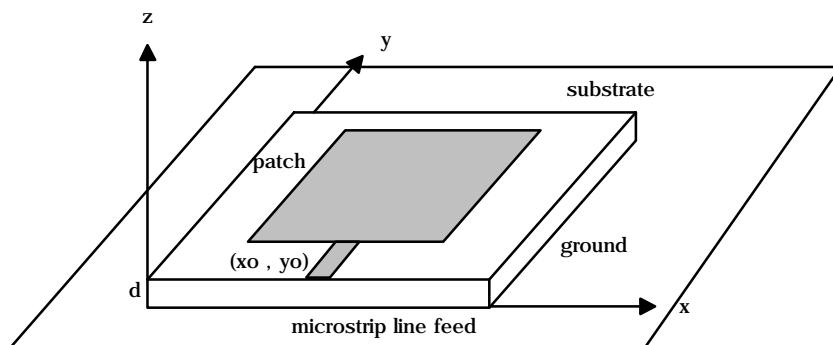 z
y
substrate
patch
(xo , yo)
ground
d
x
microstrip line feed